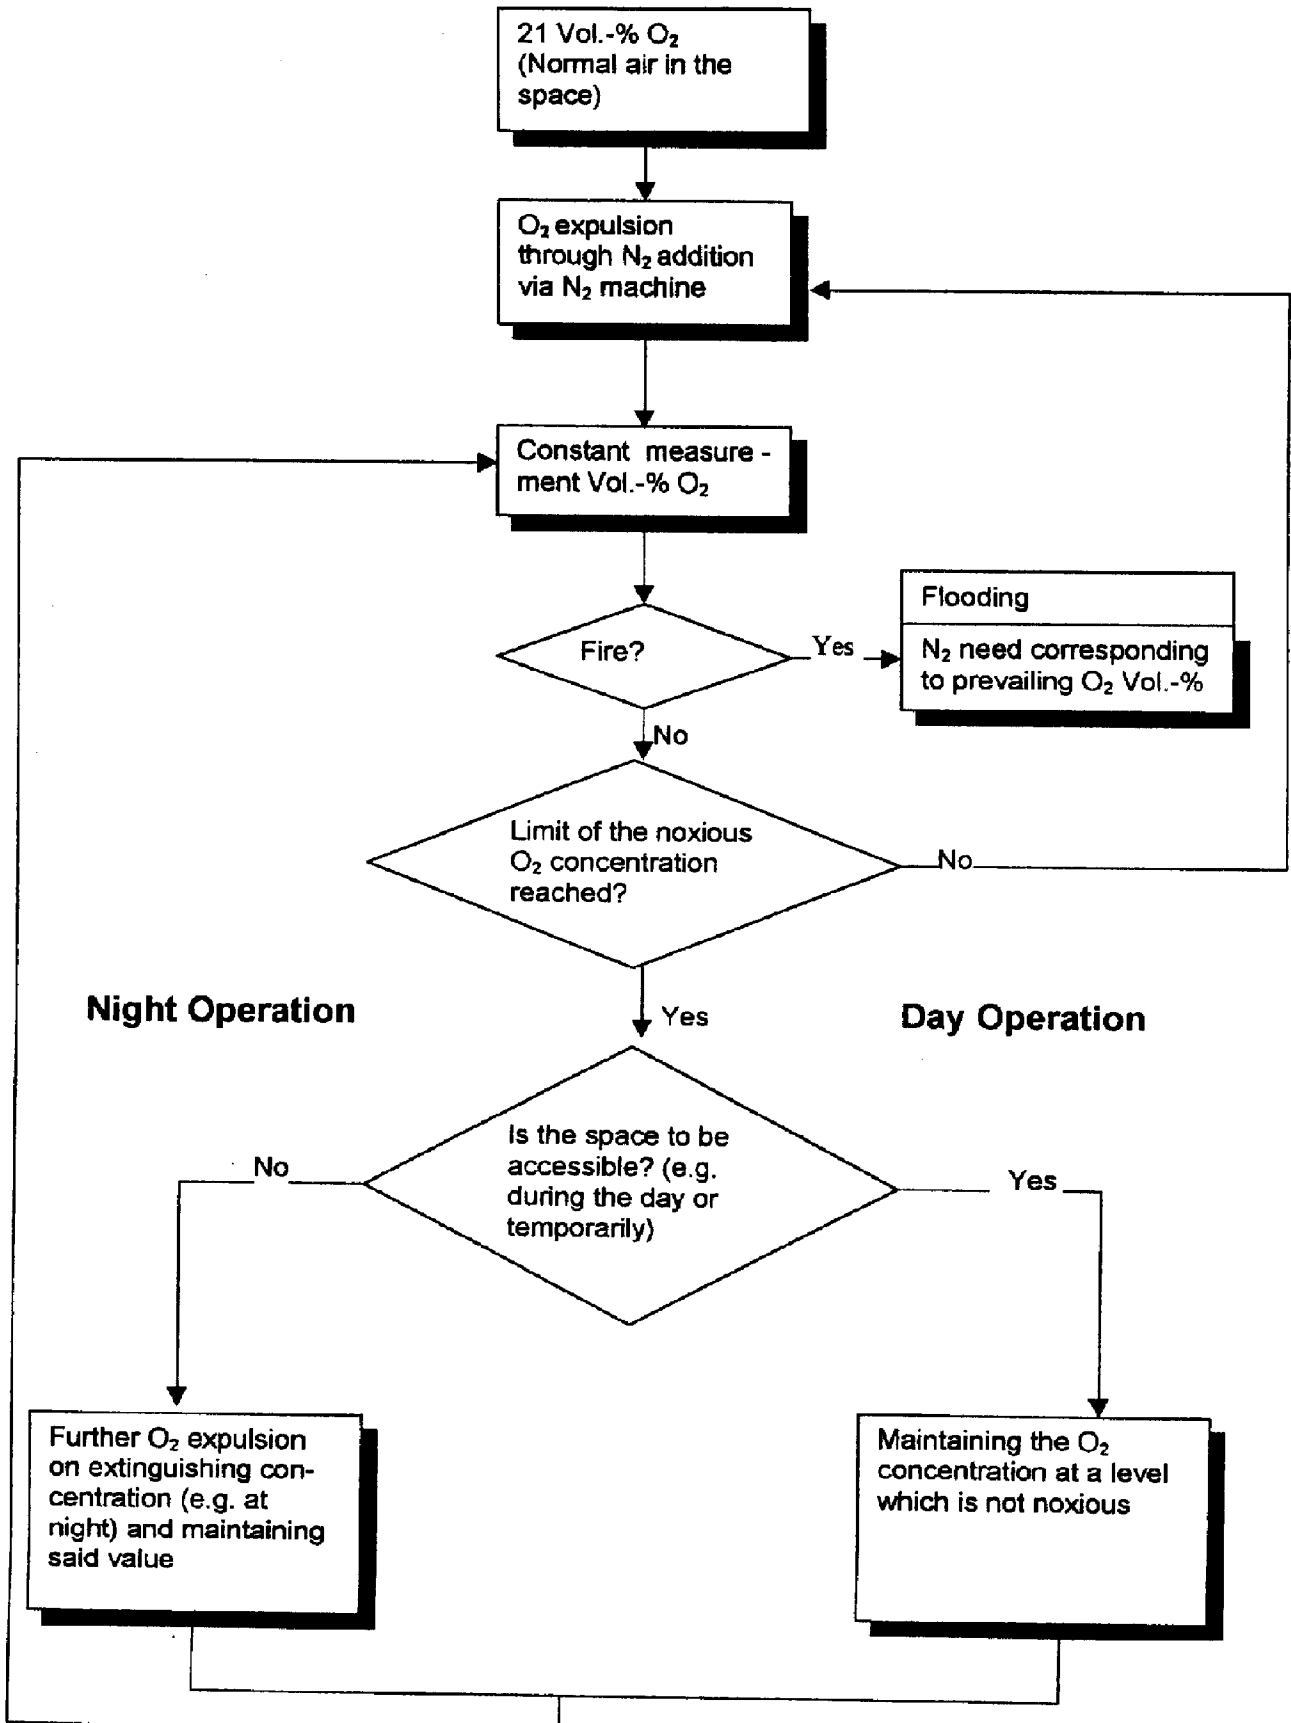 21 Vol.-% O₂
(Normal air in the
space)
O₂ expulsion
through N₂ addition
via N₂ machine
Constant measure -
ment Vol.-% O₂
Fire?
Yes
Flooding
N₂ need corresponding
to prevailing O₂ Vol.-%
No
Limit of the noxious
O₂ concentration
reached?
No
Night Operation
Yes
Day Operation
Is the space to be
accessible? (e.g.
during the day or
temporarily)
No
Yes
Further O₂ expulsion
on extinguishing con-
centration (e.g. at
night) and maintaining
said value
Maintaining the O₂
concentration at a level
which is not noxious